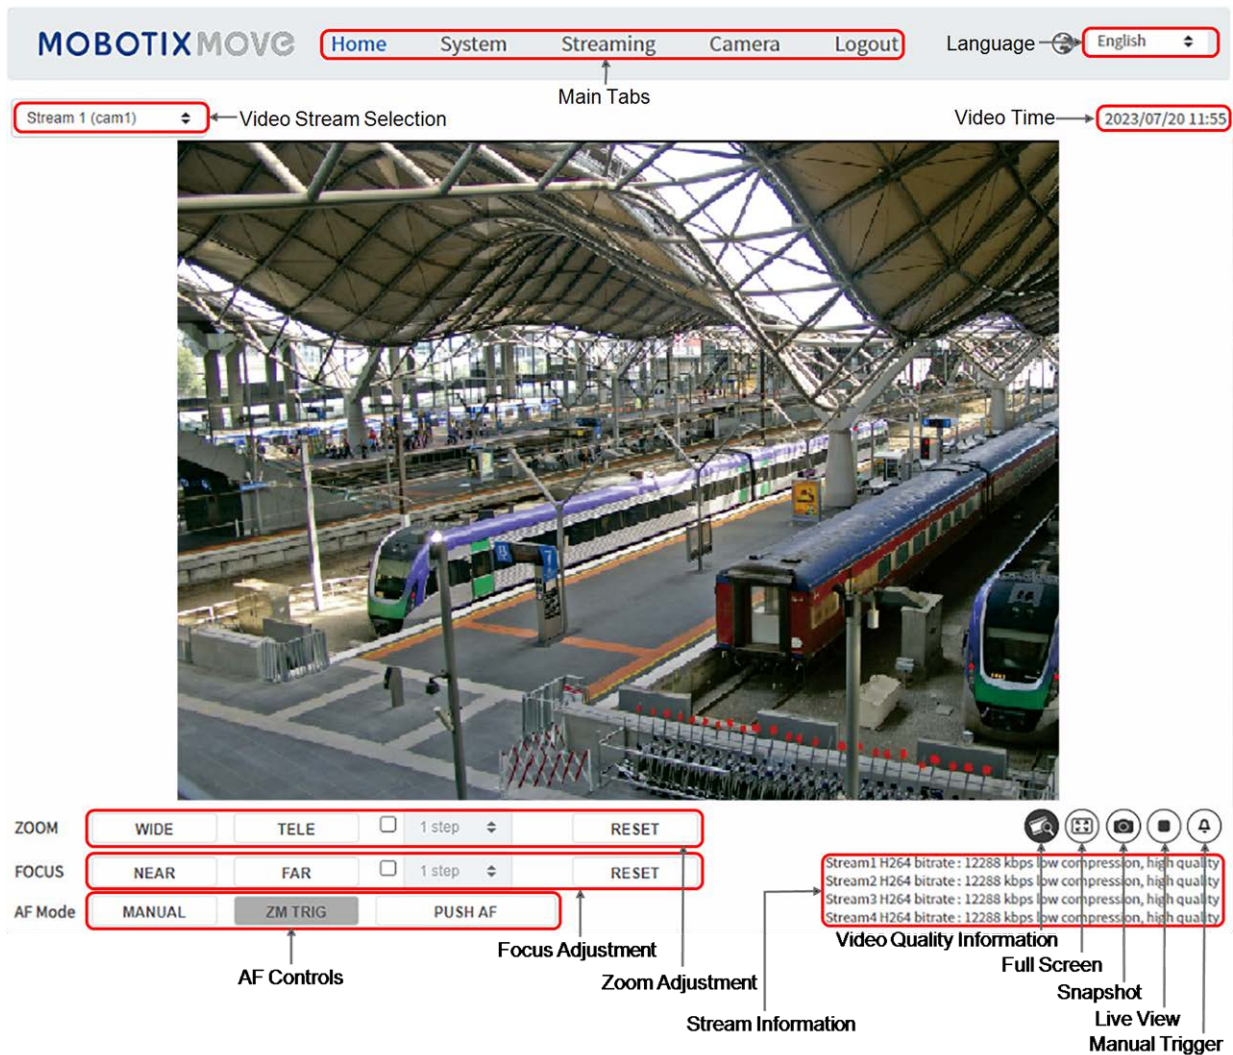 MOBOTIX MOVE Home System Streaming Camera Logout Language English
Main Tabs
Stream 1 (cam1) Video Stream Selection Video Time 2023/07/20 11:55
ZOOM WIDE TELE 1 step RESET
FOCUS NEAR FAR 1 step RESET
AF Mode MANUAL ZM TRIG PUSH AF
Stream1 H264 bitrate : 12288 kbps low compression, high quality
Stream2 H264 bitrate : 12288 kbps low compression, high quality
Stream3 H264 bitrate : 12288 kbps low compression, high quality
Stream4 H264 bitrate : 12288 kbps low compression, high quality
Video Quality Information
Focus Adjustment
Full Screen
AF Controls
Zoom Adjustment
Snapshot
Stream Information
Live View
Manual Trigger